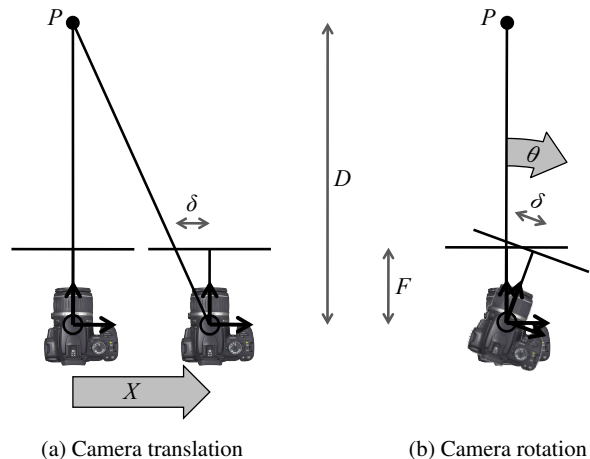 P
P
δ
D
θ
δ
F
X
(a) Camera translation
(b) Camera rotation